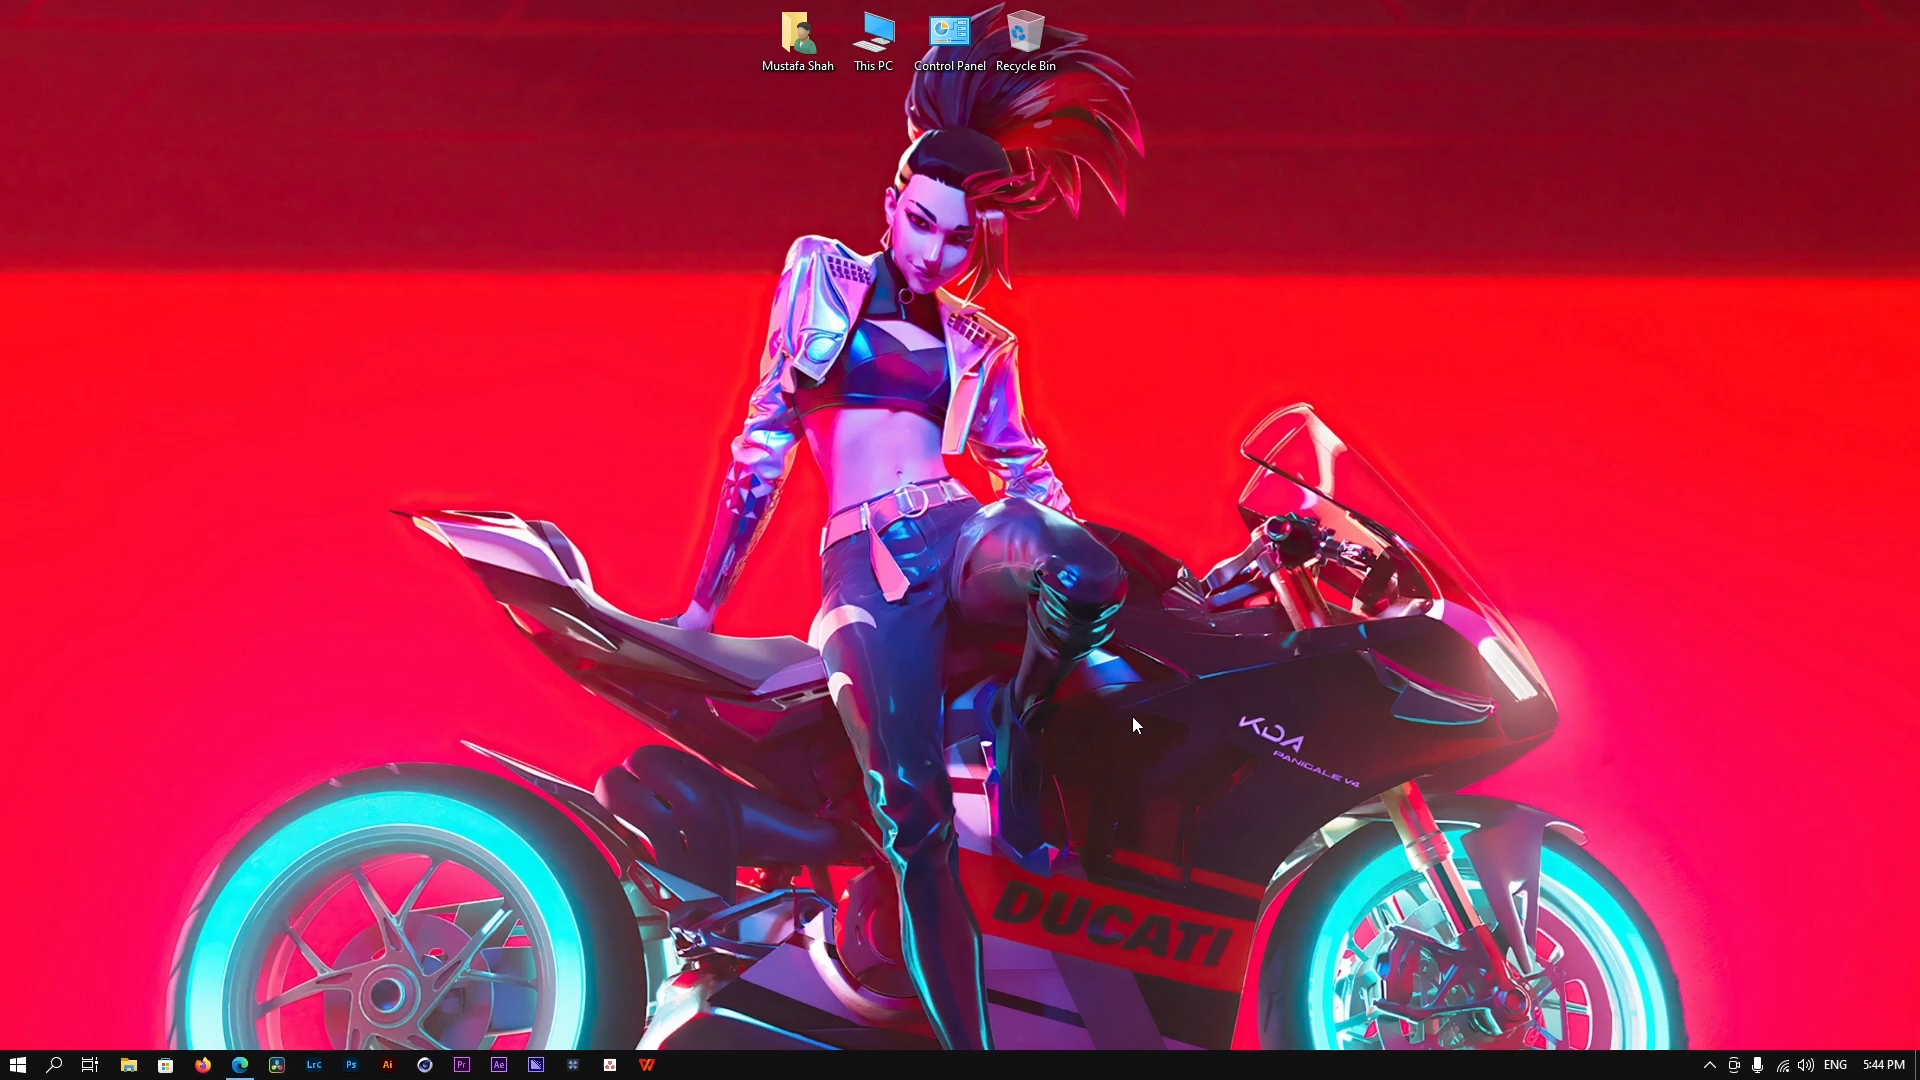 Mustafa Shah
This PC
Control Panel
Recycle Bin
KDA
PANIGALE V4
DUCATI
Lrc
Ps
Ai
Pr
Ae
ENG
5:44 PM